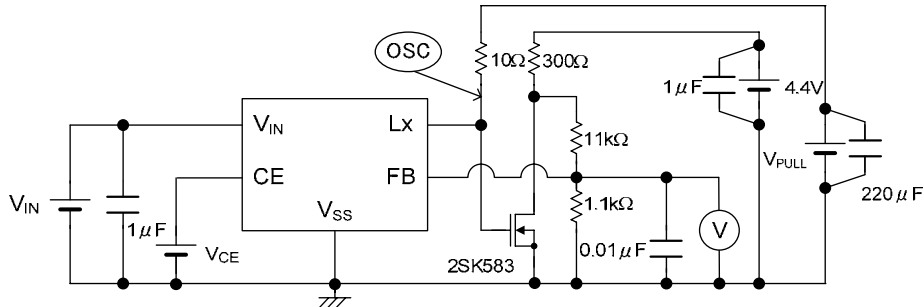 OSC
10Ω
300Ω
1μF
4.4V
VIN
Lx
11kΩ
VPULL
CE
FB
220μF
VIN
1μF
VSS
1.1kΩ
VCE
V
0.01μF
2SK583